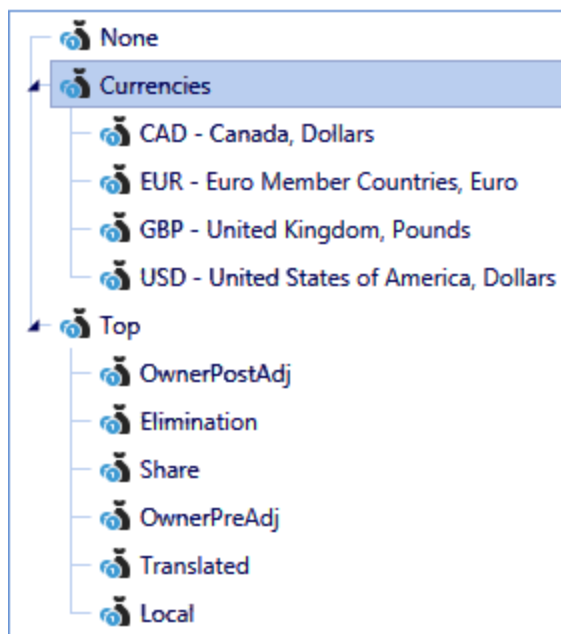 None
Currencies
CAD - Canada, Dollars
EUR - Euro Member Countries, Euro
GBP - United Kingdom, Pounds
USD - United States of America, Dollars
Top
OwnerPostAdj
Elimination
Share
OwnerPreAdj
Translated
Local